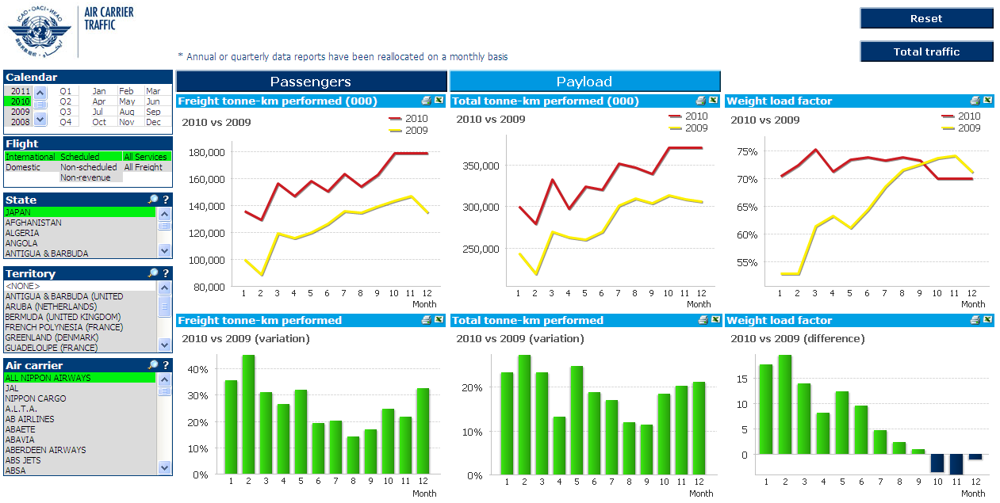 ICAO · OACI · ИКАО
AIR CARRIER
TRAFFIC
Reset
Total traffic
* Annual or quarterly data reports have been reallocated on a monthly basis
Calendar
2011 Q1 Jan Feb Mar
2010 Q2 Apr May Jun
2009 Q3 Jul Aug Sep
2008 Q4 Oct Nov Dec
Flight
International Scheduled All Services
Domestic Non-scheduled All Freight
Non-revenue
State ?
JAPAN
AFGHANISTAN
ALGERIA
ANGOLA
ANTIGUA & BARBUDA
Territory ?
<NONE>
ANTIGUA & BARBUDA (UNITED
ARUBA (NETHERLANDS)
BERMUDA (UNITED KINGDOM)
FRENCH POLYNESIA (FRANCE)
GREENLAND (DENMARK)
GUADELOUPE (FRANCE)
Air carrier ?
ALL NIPPON AIRWAYS
JAL
NIPPON CARGO
A.L.T.A.
AB AIRLINES
ABAETE
ABAVIA
ABERDEEN AIRWAYS
ABS JETS
ABSA
Passengers
Payload
Freight tonne-km performed (000)
2010 vs 2009
2010
2009
180,000
160,000
140,000
120,000
100,000
80,000
1 2 3 4 5 6 7 8 9 10 11 12
Month
Total tonne-km performed (000)
2010 vs 2009
2010
2009
350,000
300,000
250,000
1 2 3 4 5 6 7 8 9 10 11 12
Month
Weight load factor
2010 vs 2009
2010
2009
75%
70%
65%
60%
55%
1 2 3 4 5 6 7 8 9 10 11 12
Month
Freight tonne-km performed
2010 vs 2009 (variation)
40%
30%
20%
10%
0%
1 2 3 4 5 6 7 8 9 10 11 12
Month
Total tonne-km performed
2010 vs 2009 (variation)
20%
10%
0%
1 2 3 4 5 6 7 8 9 10 11 12
Month
Weight load factor
2010 vs 2009 (difference)
15
10
5
0
1 2 3 4 5 6 7 8 9 10 11 12
Month